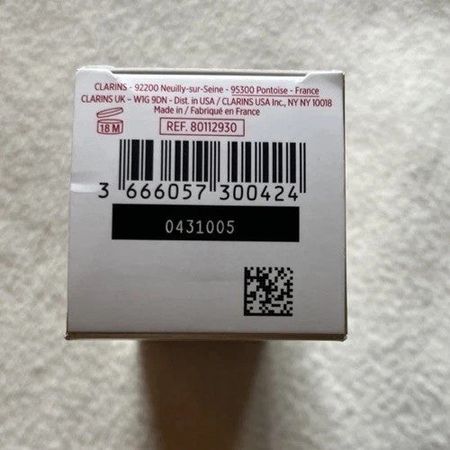 CLARINS - 92200 Neuilly-sur-Seine - 95300 Pontoise - France
CLARINS UK - W1G 9DN - Dist. in USA / CLARINS USA Inc., NY NY 10018
Made in / Fabriqué en France
18 M
REF. 80112930
3 666057 300424
0431005